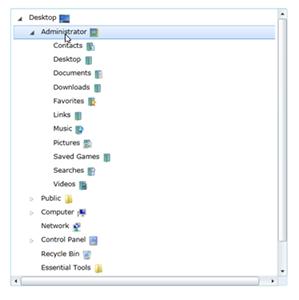 Desktop
Administrator
Contacts
Desktop
Documents
Downloads
Favorites
Links
Music
Pictures
Saved Games
Searches
Videos
Public
Computer
Network
Control Panel
Recycle Bin
Essential Tools